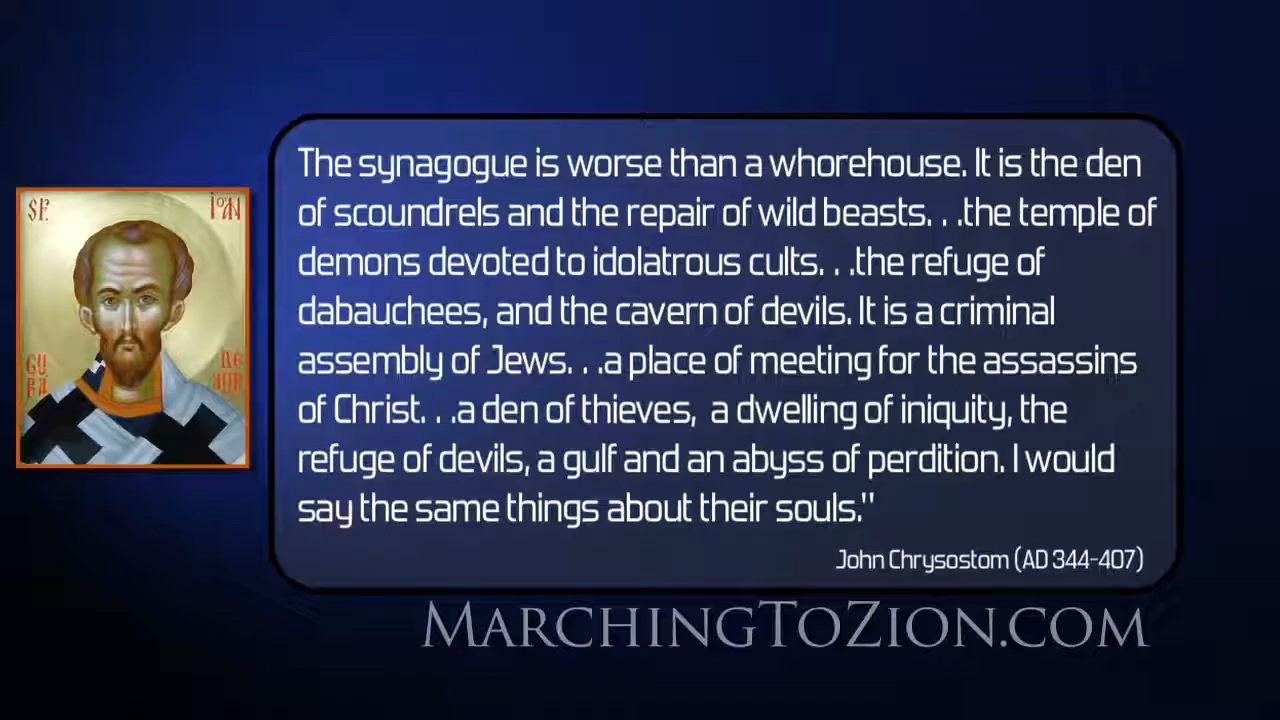 The synagogue is worse than a whorehouse. It is the den
of scoundrels and the repair of wild beasts. . .the temple of
demons devoted to idolatrous cults. . .the refuge of
dabauchees, and the cavern of devils. It is a criminal
assembly of Jews. . .a place of meeting for the assassins
of Christ. . .a den of thieves, a dwelling of iniquity, the
refuge of devils, a gulf and an abyss of perdition. I would
say the same things about their souls."
John Chrysostom (AD 344-407)
MARCHINGTOZION.COM